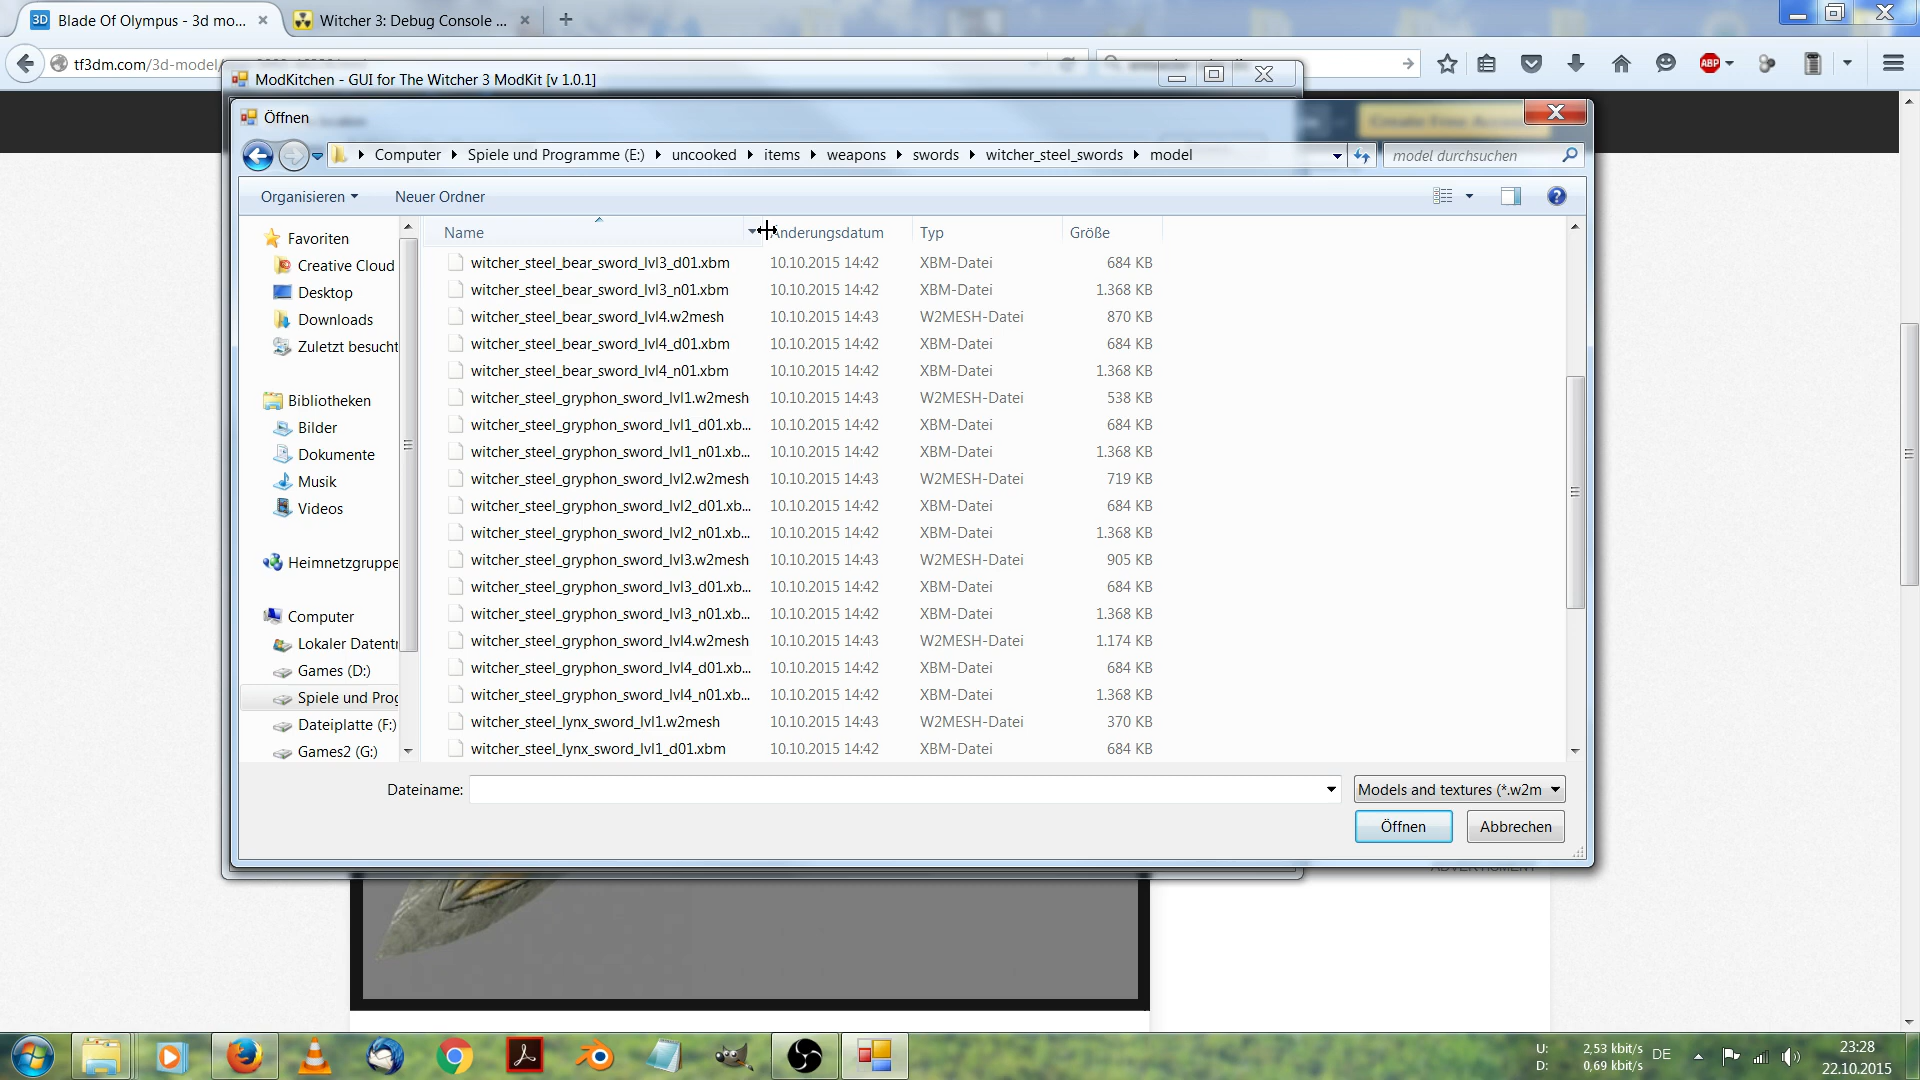 Blade Of Olympus - 3d mo...
Witcher 3: Debug Console ...
tf3dm.com/3d-model/
ABP
ModKitchen - GUI for The Witcher 3 ModKit [v 1.0.1]
Öffnen
Computer
Spiele und Programme (E:)
uncooked
items
weapons
swords
witcher_steel_swords
model
model durchsuchen
Organisieren
Neuer Ordner
Name
Änderungsdatum
Typ
Größe
Favoriten
Creative Cloud
Desktop
Downloads
Zuletzt besucht
Bibliotheken
Bilder
Dokumente
Musik
Videos
Heimnetzgruppe
Computer
Lokaler Datentr
Games (D:)
Spiele und Prog
Dateiplatte (F:)
Games2 (G:)
witcher_steel_bear_sword_lvl3_d01.xbm 10.10.2015 14:42 XBM-Datei 684 KB
witcher_steel_bear_sword_lvl3_n01.xbm 10.10.2015 14:42 XBM-Datei 1.368 KB
witcher_steel_bear_sword_lvl4.w2mesh 10.10.2015 14:43 W2MESH-Datei 870 KB
witcher_steel_bear_sword_lvl4_d01.xbm 10.10.2015 14:42 XBM-Datei 684 KB
witcher_steel_bear_sword_lvl4_n01.xbm 10.10.2015 14:42 XBM-Datei 1.368 KB
witcher_steel_gryphon_sword_lvl1.w2mesh 10.10.2015 14:43 W2MESH-Datei 538 KB
witcher_steel_gryphon_sword_lvl1_d01.xb... 10.10.2015 14:42 XBM-Datei 684 KB
witcher_steel_gryphon_sword_lvl1_n01.xb... 10.10.2015 14:42 XBM-Datei 1.368 KB
witcher_steel_gryphon_sword_lvl2.w2mesh 10.10.2015 14:43 W2MESH-Datei 719 KB
witcher_steel_gryphon_sword_lvl2_d01.xb... 10.10.2015 14:42 XBM-Datei 684 KB
witcher_steel_gryphon_sword_lvl2_n01.xb... 10.10.2015 14:42 XBM-Datei 1.368 KB
witcher_steel_gryphon_sword_lvl3.w2mesh 10.10.2015 14:43 W2MESH-Datei 905 KB
witcher_steel_gryphon_sword_lvl3_d01.xb... 10.10.2015 14:42 XBM-Datei 684 KB
witcher_steel_gryphon_sword_lvl3_n01.xb... 10.10.2015 14:42 XBM-Datei 1.368 KB
witcher_steel_gryphon_sword_lvl4.w2mesh 10.10.2015 14:43 W2MESH-Datei 1.174 KB
witcher_steel_gryphon_sword_lvl4_d01.xb... 10.10.2015 14:42 XBM-Datei 684 KB
witcher_steel_gryphon_sword_lvl4_n01.xb... 10.10.2015 14:42 XBM-Datei 1.368 KB
witcher_steel_lynx_sword_lvl1.w2mesh 10.10.2015 14:43 W2MESH-Datei 370 KB
witcher_steel_lynx_sword_lvl1_d01.xbm 10.10.2015 14:42 XBM-Datei 684 KB
Dateiname:
Models and textures (*.w2m
Öffnen
Abbrechen
ADVERTISMENT
U: 2,53 kbit/s
D: 0,69 kbit/s
DE
23:28
22.10.2015